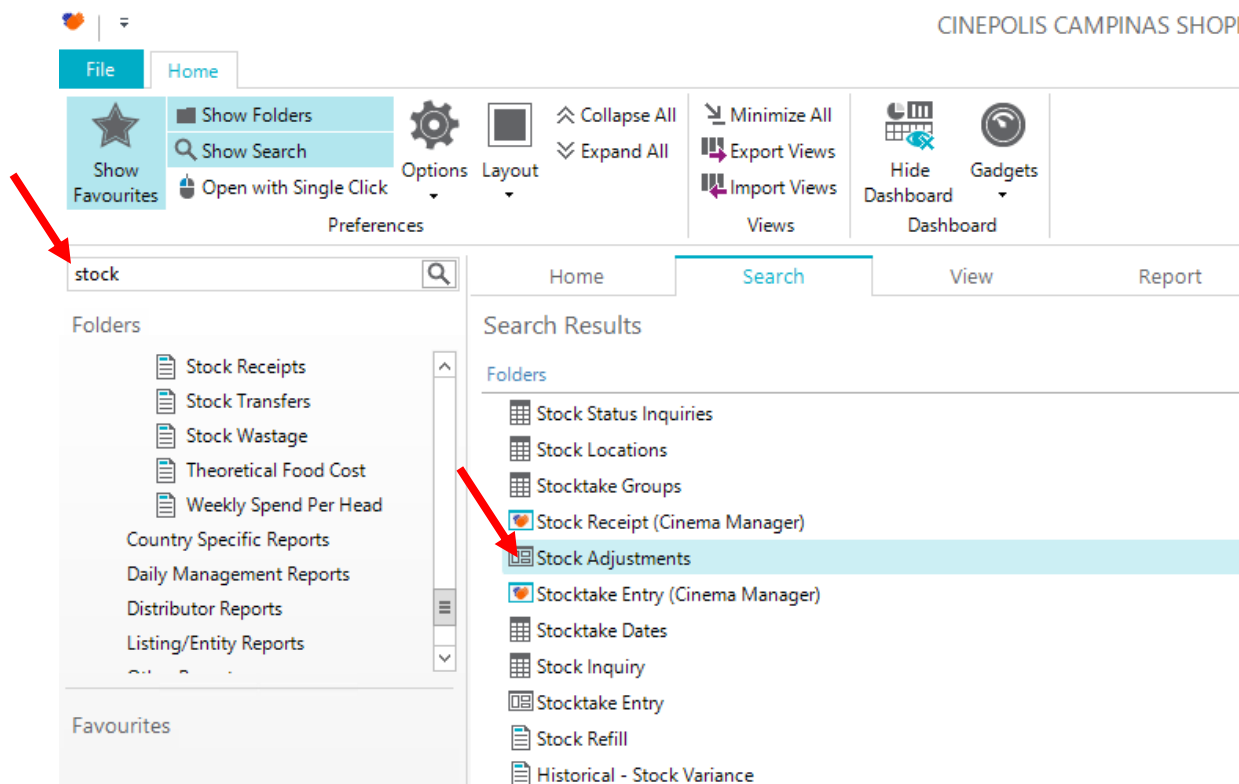 CINEPOLIS CAMPINAS SHOP
File
Home
Show Favourites
Show Folders
Show Search
Open with Single Click
Options
Layout
Collapse All
Expand All
Preferences
Minimize All
Export Views
Import Views
Views
Hide Dashboard
Gadgets
Dashboard
stock
Home
Search
View
Report
Folders
Stock Receipts
Stock Transfers
Stock Wastage
Theoretical Food Cost
Weekly Spend Per Head
Country Specific Reports
Daily Management Reports
Distributor Reports
Listing/Entity Reports
Favourites
Search Results
Folders
Stock Status Inquiries
Stock Locations
Stocktake Groups
Stock Receipt (Cinema Manager)
Stock Adjustments
Stocktake Entry (Cinema Manager)
Stocktake Dates
Stock Inquiry
Stocktake Entry
Stock Refill
Historical - Stock Variance